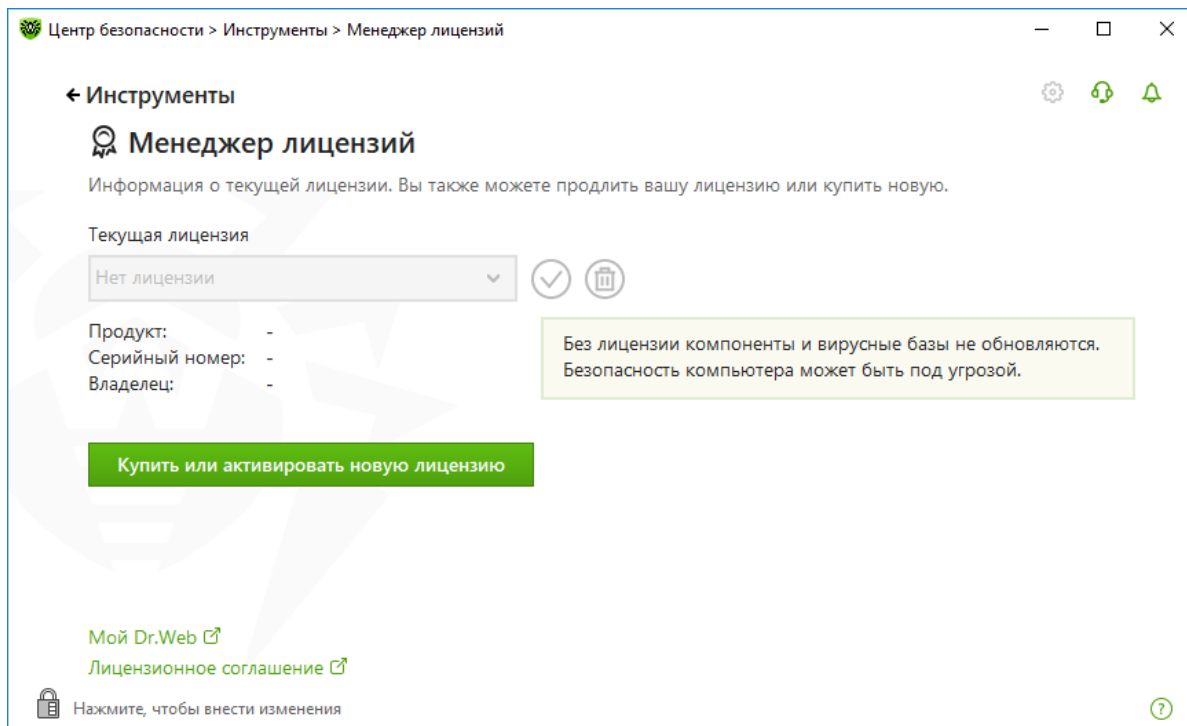 Центр безопасности > Инструменты > Менеджер лицензий
Инструменты
Менеджер лицензий
Информация о текущей лицензии. Вы также можете продлить вашу лицензию или купить новую.
Текущая лицензия
Нет лицензии
Продукт: -
Серийный номер: -
Владелец: -
Без лицензии компоненты и вирусные базы не обновляются.
Безопасность компьютера может быть под угрозой.
Купить или активировать новую лицензию
Мой Dr.Web
Лицензионное соглашение
Нажмите, чтобы внести изменения
?